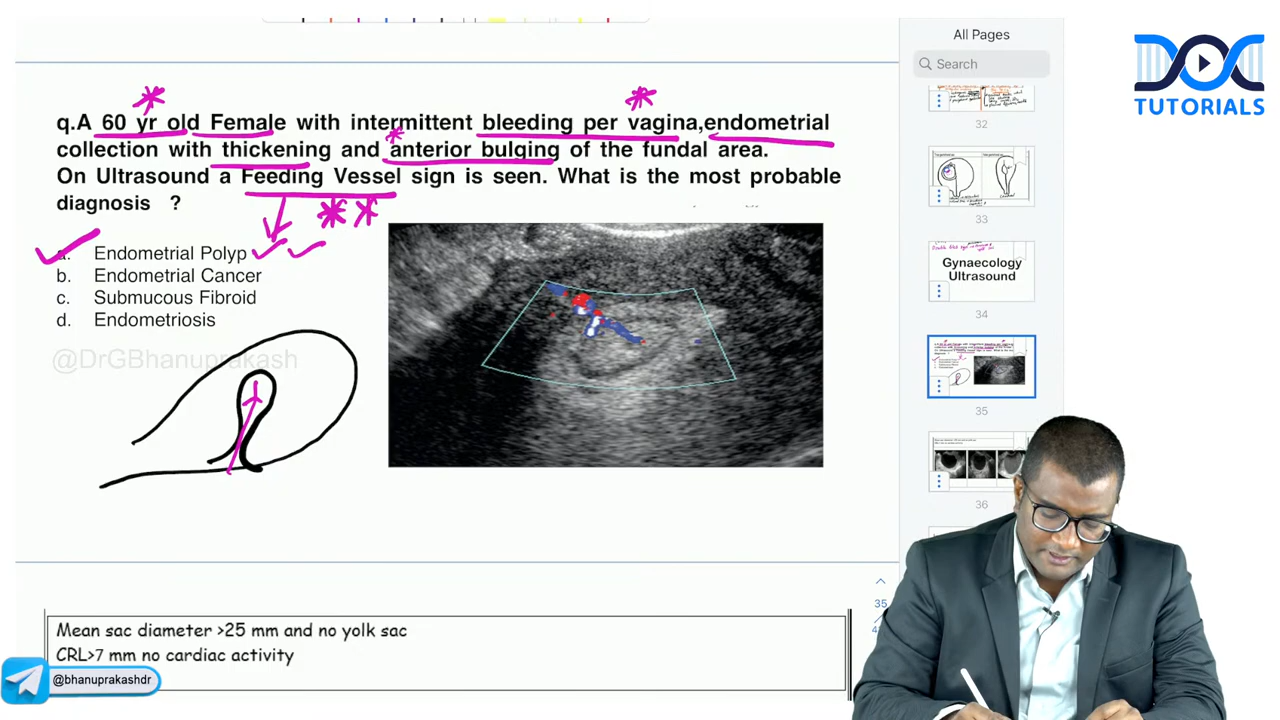 q.A 60 yr old Female with intermittent bleeding per vagina,endometrial
collection with thickening and anterior bulging of the fundal area.
On Ultrasound a Feeding Vessel sign is seen. What is the most probable
diagnosis ?
a. Endometrial Polyp
b. Endometrial Cancer
c. Submucous Fibroid
d. Endometriosis
@DrGBhanuprakash
Mean sac diameter >25 mm and no yolk sac
CRL>7 mm no cardiac activity
@bhanuprakashdr
All Pages
Search
32
33
Gynaecology
Ultrasound
34
35
36
35
DOC
TUTORIALS